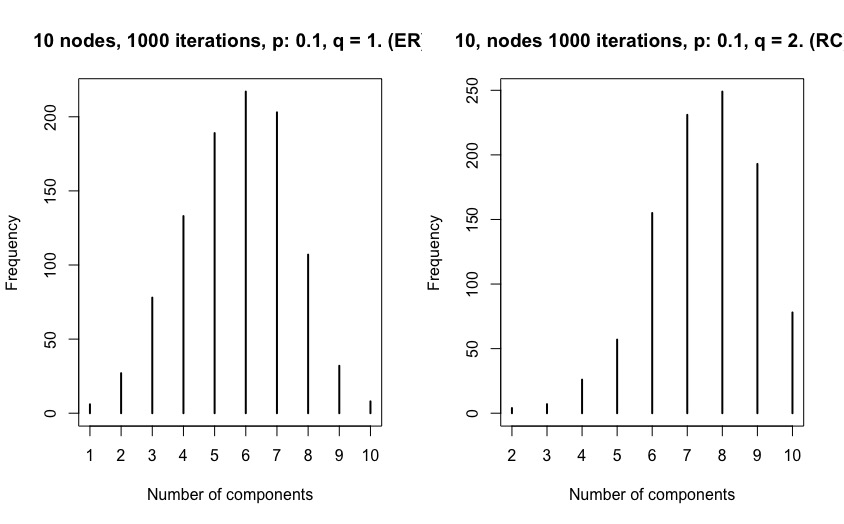 10 nodes, 1000 iterations, p: 0.1, q = 1. (ER)
Frequency
0
50
100
150
200
1 2 3 4 5 6 7 8 9 10
Number of components
10, nodes 1000 iterations, p: 0.1, q = 2. (RC
Frequency
0
50
100
150
200
250
2 3 4 5 6 7 8 9 10
Number of components